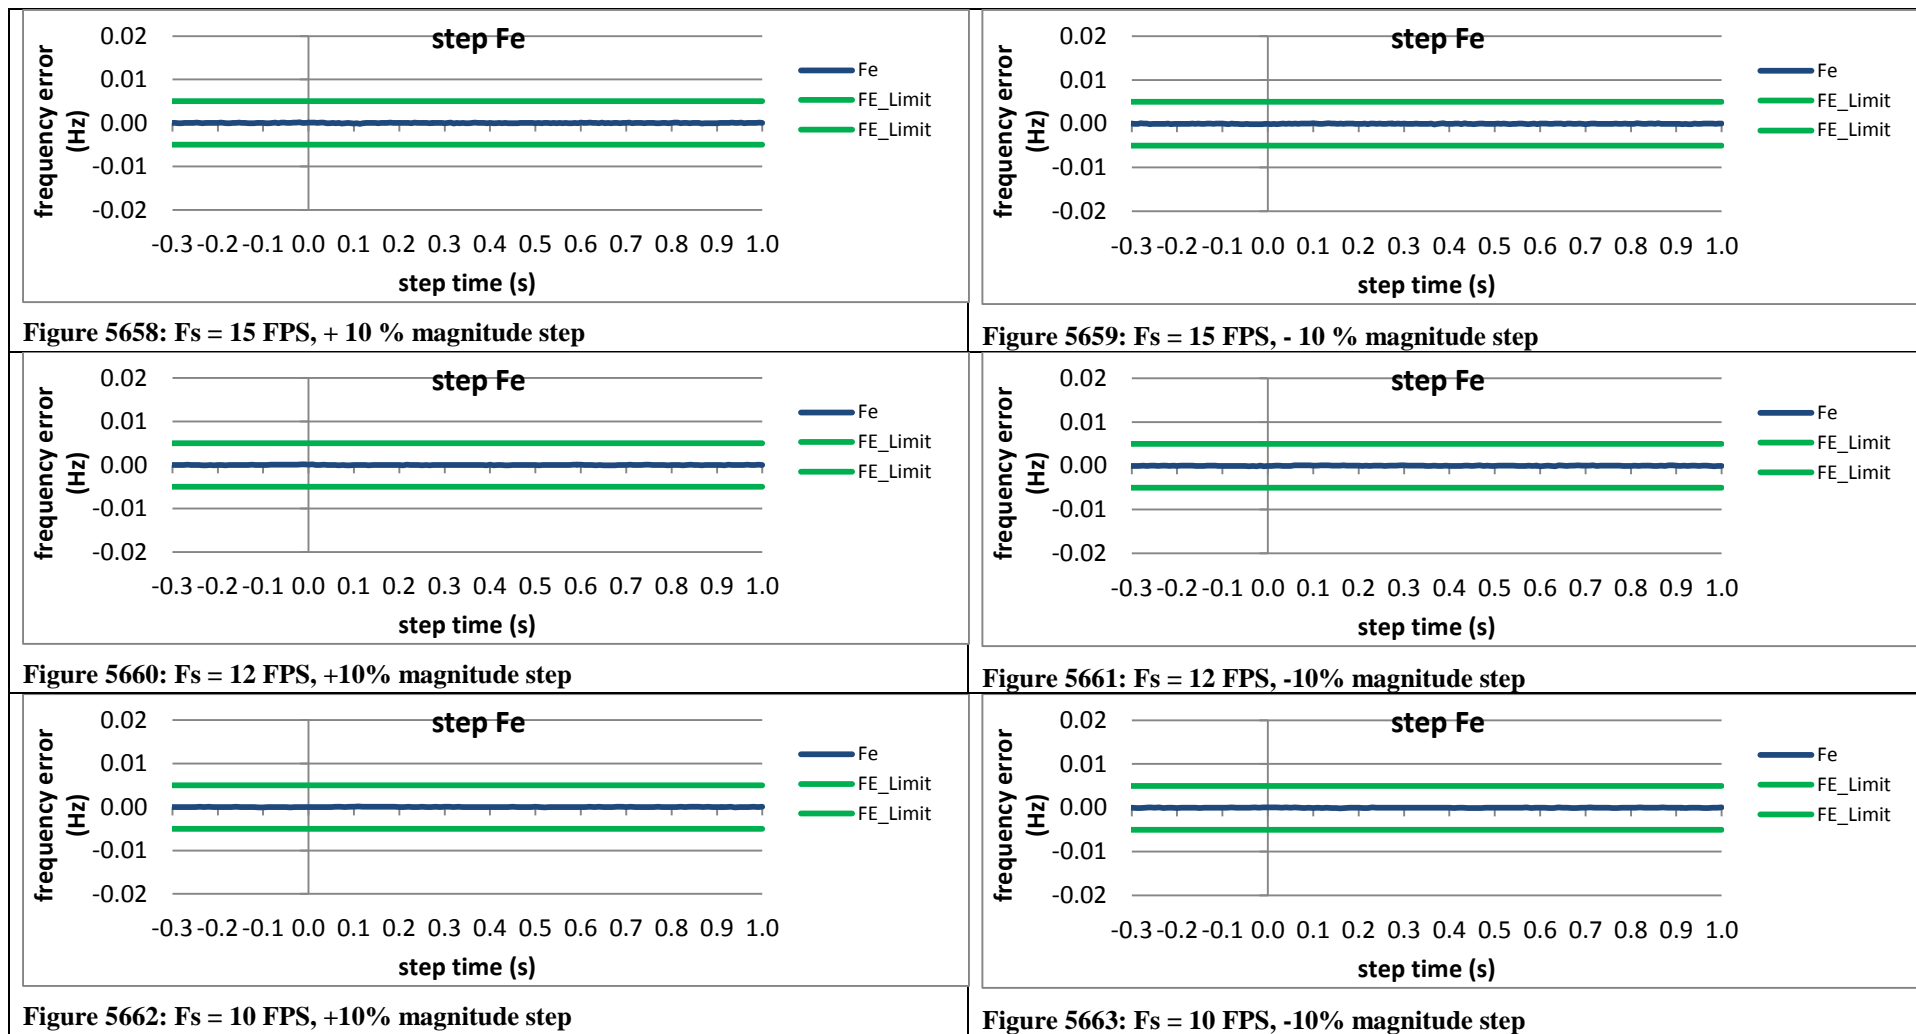 step Fe
frequency error
(Hz)
0.02
0.01
0.00
-0.01
-0.02
-0.3 -0.2 -0.1 0.0 0.1 0.2 0.3 0.4 0.5 0.6 0.7 0.8 0.9 1.0
step time (s)
Fe
FE_Limit
FE_Limit
Figure 5658: Fs = 15 FPS, + 10 % magnitude step
step Fe
frequency error
(Hz)
0.02
0.01
0.00
-0.01
-0.02
-0.3 -0.2 -0.1 0.0 0.1 0.2 0.3 0.4 0.5 0.6 0.7 0.8 0.9 1.0
step time (s)
Fe
FE_Limit
FE_Limit
Figure 5659: Fs = 15 FPS, - 10 % magnitude step
step Fe
frequency error
(Hz)
0.02
0.01
0.00
-0.01
-0.02
-0.3 -0.2 -0.1 0.0 0.1 0.2 0.3 0.4 0.5 0.6 0.7 0.8 0.9 1.0
step time (s)
Fe
FE_Limit
FE_Limit
Figure 5660: Fs = 12 FPS, +10% magnitude step
step Fe
frequency error
(Hz)
0.02
0.01
0.00
-0.01
-0.02
-0.3 -0.2 -0.1 0.0 0.1 0.2 0.3 0.4 0.5 0.6 0.7 0.8 0.9 1.0
step time (s)
Fe
FE_Limit
FE_Limit
Figure 5661: Fs = 12 FPS, -10% magnitude step
step Fe
frequency error
(Hz)
0.02
0.01
0.00
-0.01
-0.02
-0.3 -0.2 -0.1 0.0 0.1 0.2 0.3 0.4 0.5 0.6 0.7 0.8 0.9 1.0
step time (s)
Fe
FE_Limit
FE_Limit
Figure 5662: Fs = 10 FPS, +10% magnitude step
step Fe
frequency error
(Hz)
0.02
0.01
0.00
-0.01
-0.02
-0.3 -0.2 -0.1 0.0 0.1 0.2 0.3 0.4 0.5 0.6 0.7 0.8 0.9 1.0
step time (s)
Fe
FE_Limit
FE_Limit
Figure 5663: Fs = 10 FPS, -10% magnitude step